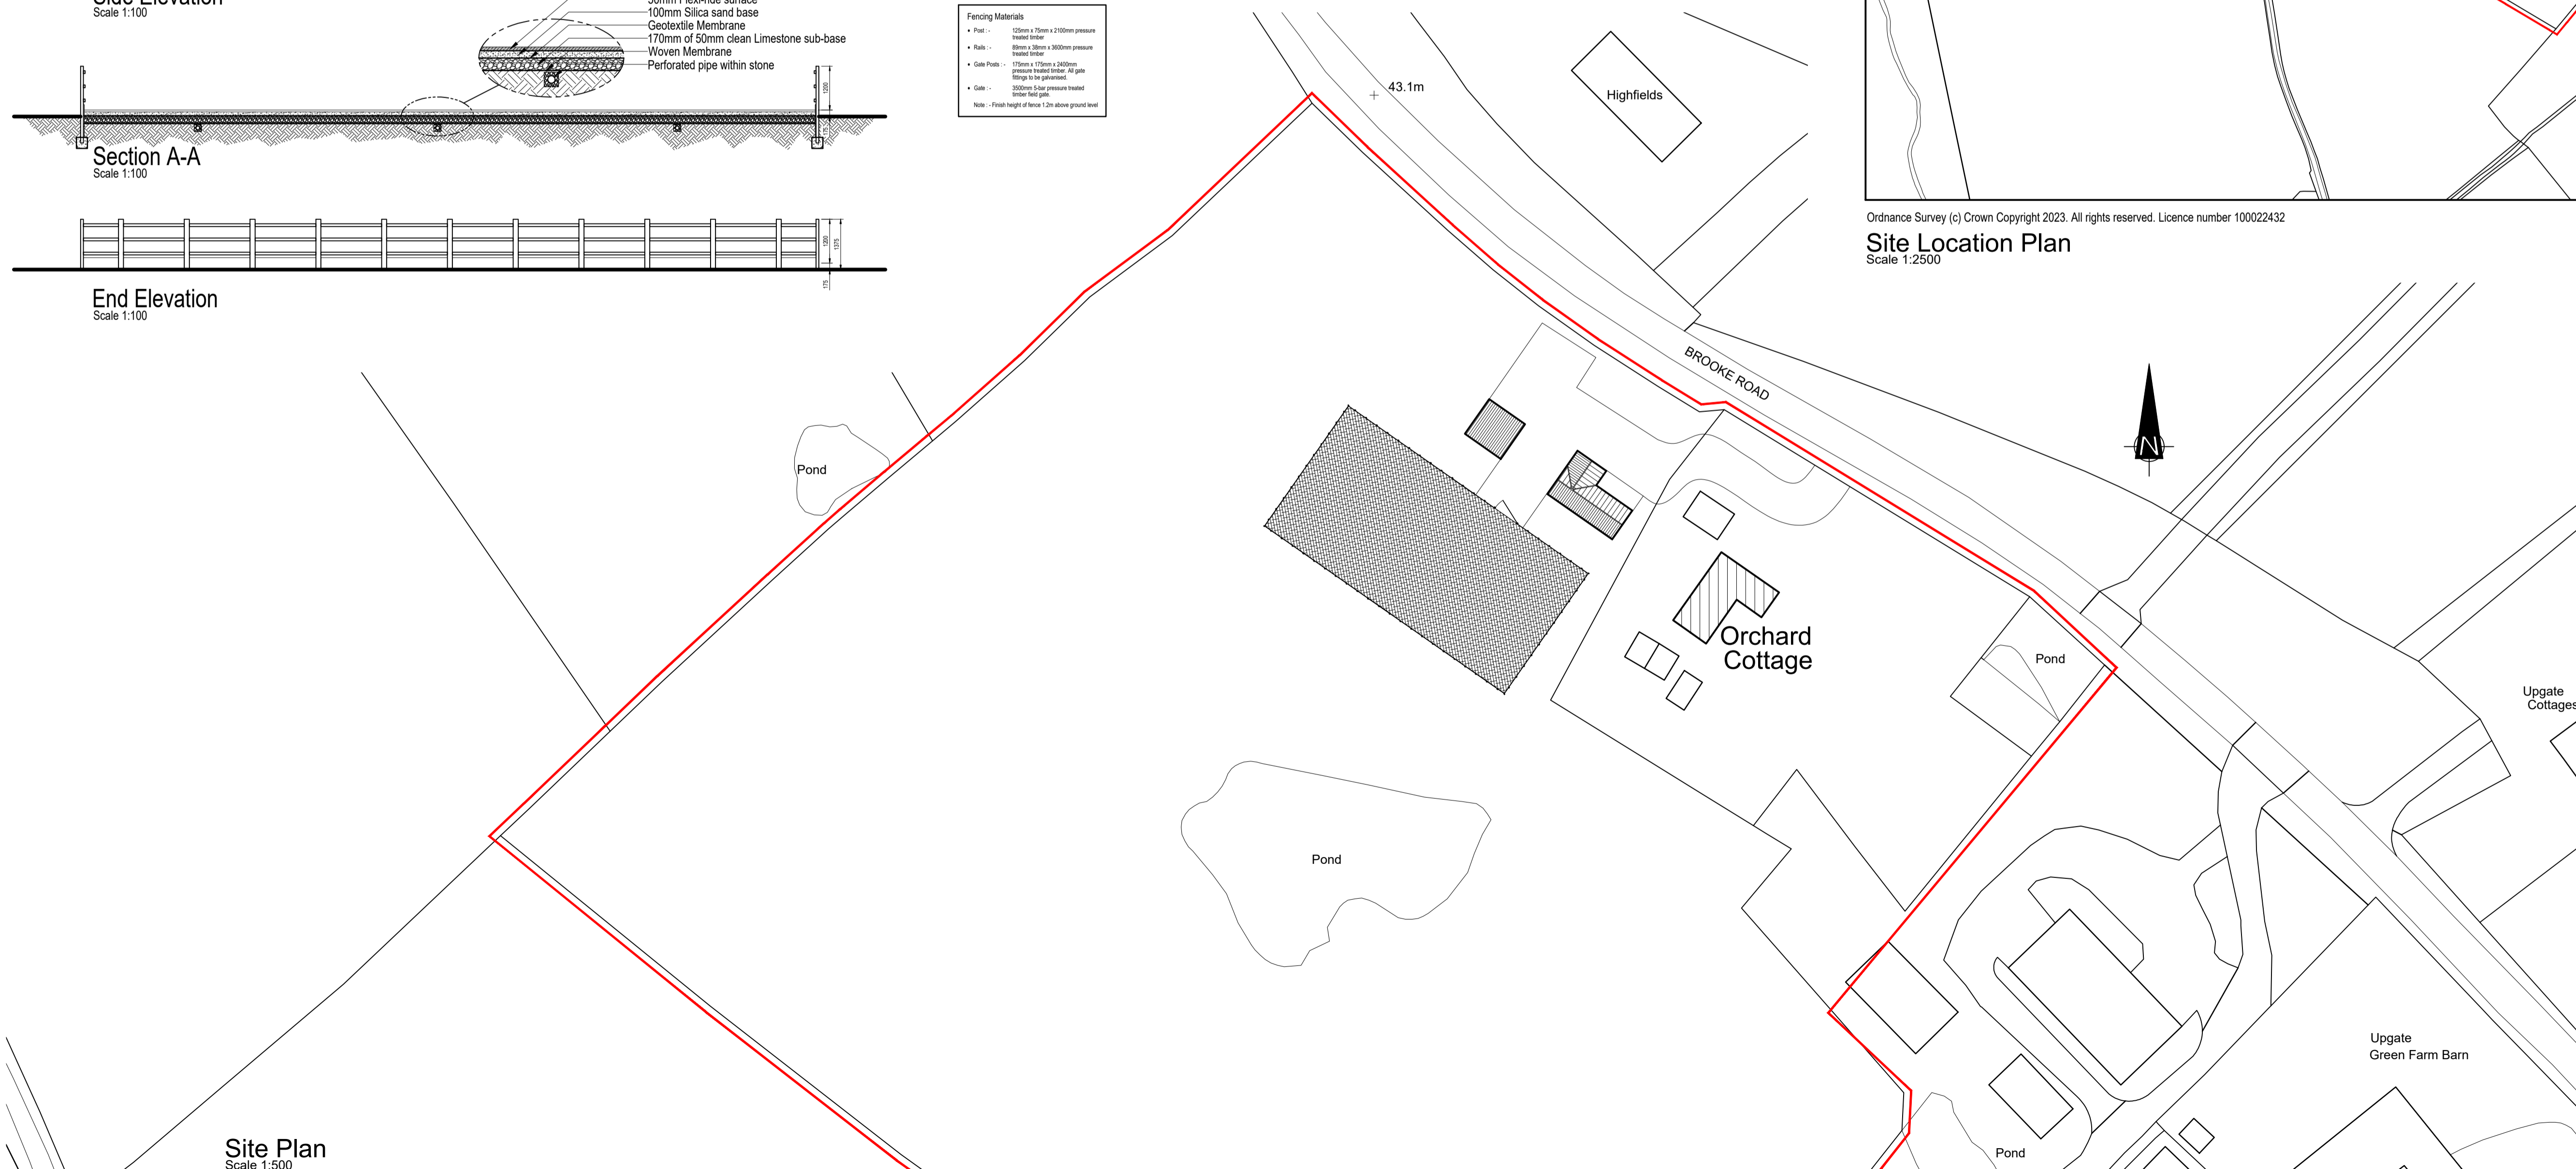 Side Elevation
Scale 1:100
50mm Flexi-ride surface
100mm Silica sand base
Geotextile Membrane
170mm of 50mm clean Limestone sub-base
Woven Membrane
Perforated pipe within stone
1200
175
Section A-A
Scale 1:100
1200
1375
175
End Elevation
Scale 1:100
Fencing Materials
• Post : - 125mm x 75mm x 2100mm pressure
treated timber
• Rails : - 89mm x 38mm x 3600mm pressure
treated timber
• Gate Posts : - 175mm x 175mm x 2400mm
pressure treated timber. All gate
fittings to be galvanised.
• Gate : - 3500mm 5-bar pressure treated
timber field gate.
Note : - Finish height of fence 1.2m above ground level
43.1m
Highfields
Ordnance Survey (c) Crown Copyright 2023. All rights reserved. Licence number 100022432
Site Location Plan
Scale 1:2500
BROOKE ROAD
N
Pond
Orchard
Cottage
Pond
Upgate
Cottages
Pond
Upgate
Green Farm Barn
Pond
Site Plan
Scale 1:500